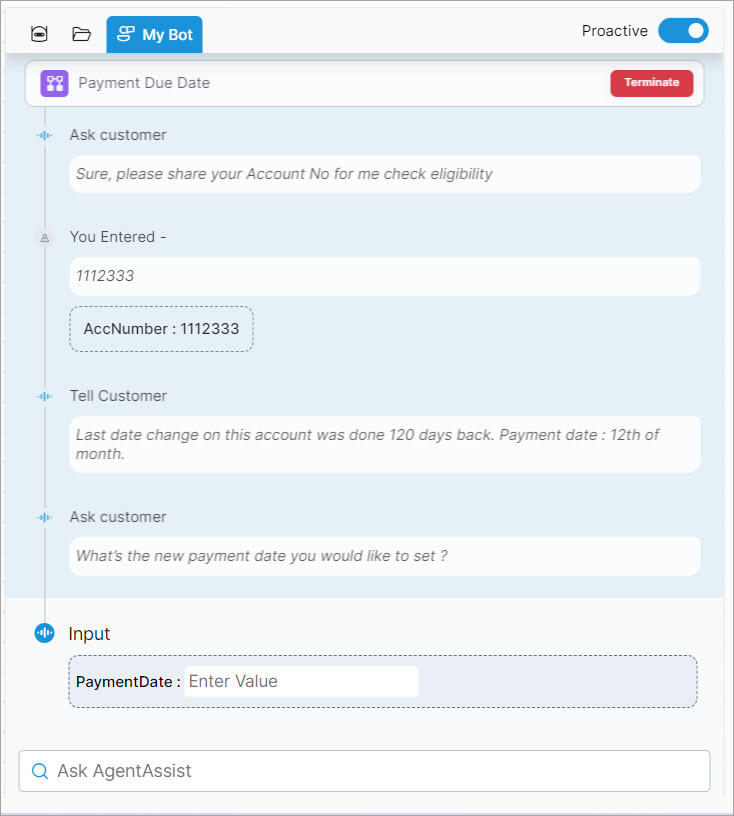 My Bot
Proactive
Payment Due Date
Terminate
Ask customer
Sure, please share your Account No for me check eligibility
You Entered -
1112333
AccNumber : 1112333
Tell Customer
Last date change on this account was done 120 days back. Payment date : 12th of
month.
Ask customer
What's the new payment date you would like to set ?
Input
PaymentDate : Enter Value
Ask AgentAssist